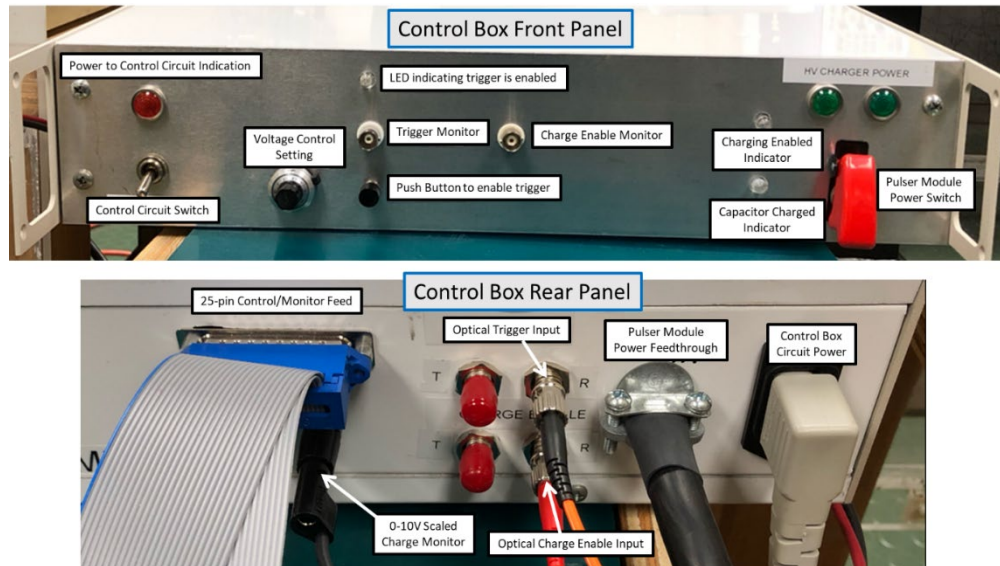 Control Box Front Panel
Power to Control Circuit Indication
LED indicating trigger is enabled
HV CHARGER POWER
Voltage Control
Setting
Trigger Monitor
Charge Enable Monitor
Charging Enabled
Indicator
Push Button to enable trigger
Pulser Module
Power Switch
Control Circuit Switch
Capacitor Charged
Indicator
Control Box Rear Panel
25-pin Control/Monitor Feed
Optical Trigger Input
Pulser Module
Power Feedthrough
Control Box
Circuit Power
T
R
T
R
0-10V Scaled
Charge Monitor
Optical Charge Enable Input